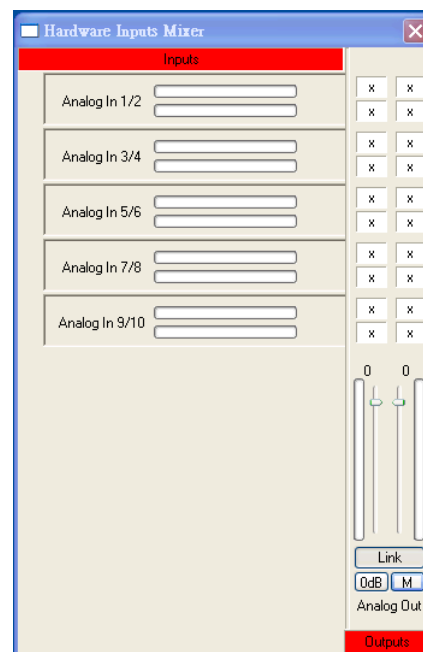 Hardware Inputs Mixer
Inputs
Analog In 1/2
x x
x x
Analog In 3/4
x x
x x
Analog In 5/6
x x
x x
Analog In 7/8
x x
x x
Analog In 9/10
x x
x x
0 0
Link
0dB M
Analog Out
Outputs